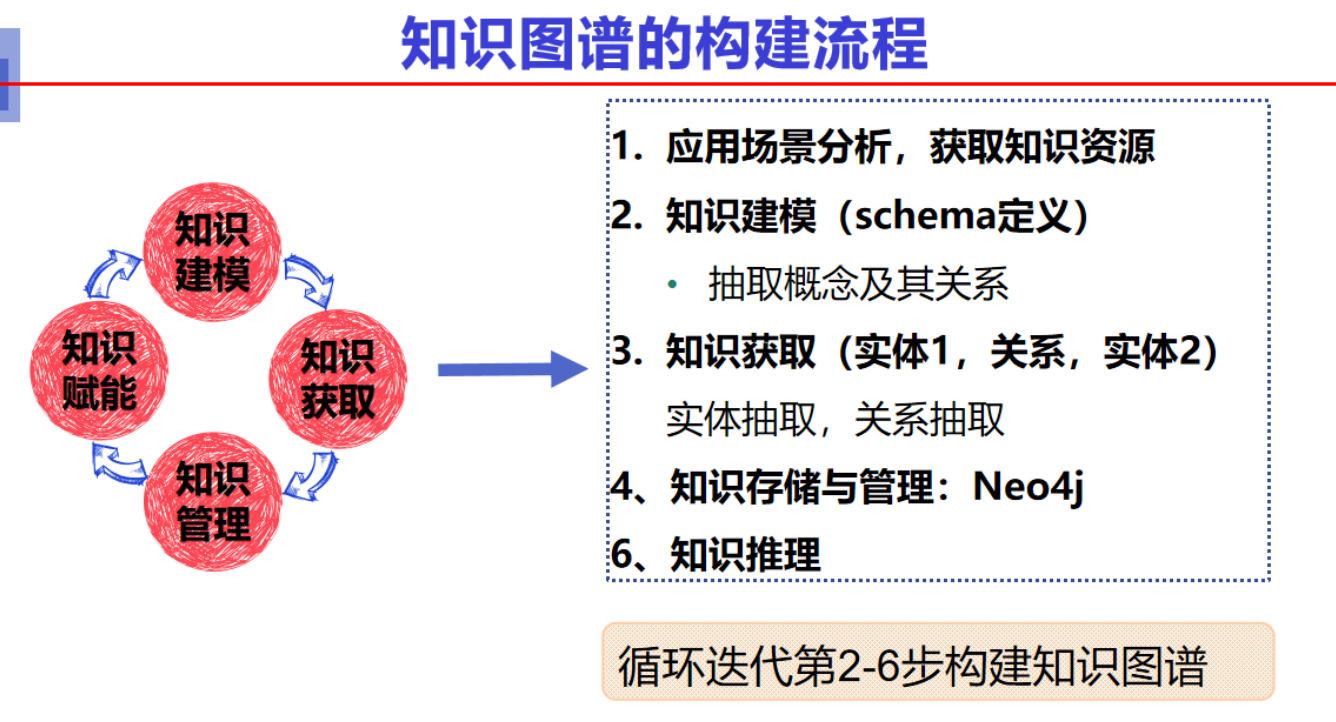 知识图谱的构建流程
知识
建模
知识
获取
知识
管理
知识
赋能
1. 应用场景分析，获取知识资源
2. 知识建模（schema定义）
• 抽取概念及其关系
3. 知识获取（实体1，关系，实体2）
实体抽取，关系抽取
4、知识存储与管理：Neo4j
6、知识推理
循环迭代第2-6步构建知识图谱